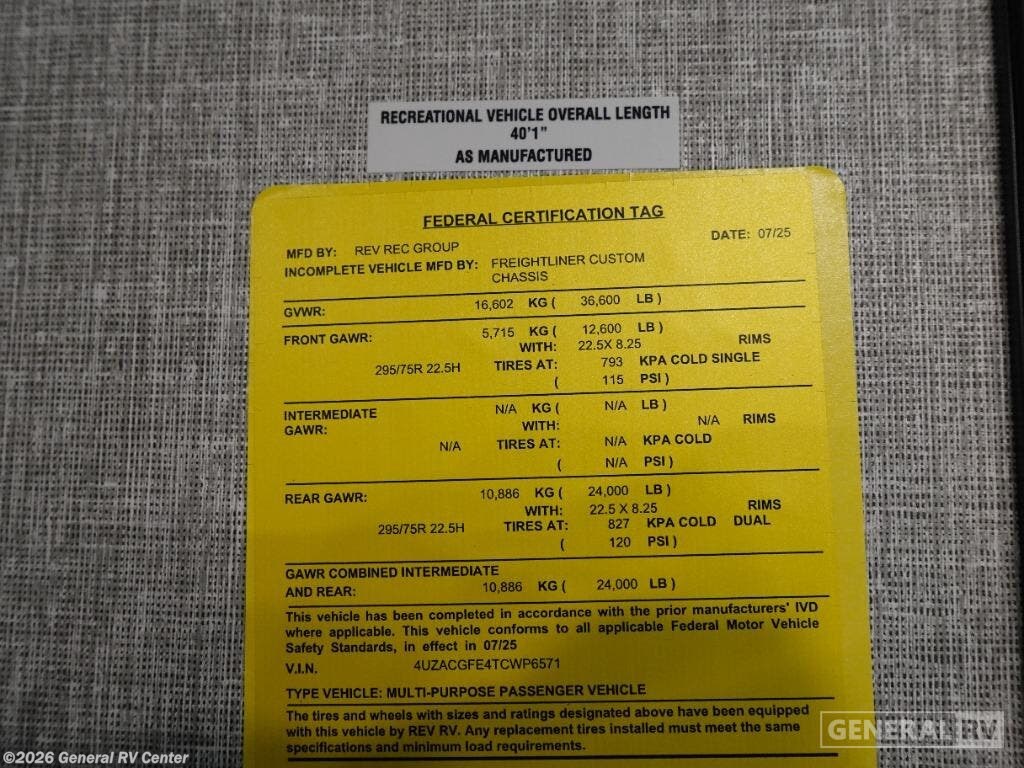 RECREATIONAL VEHICLE OVERALL LENGTH
40'1"
AS MANUFACTURED
FEDERAL CERTIFICATION TAG
MFD BY: REV REC GROUP DATE: 07/25
INCOMPLETE VEHICLE MFD BY: FREIGHTLINER CUSTOM
CHASSIS
GVWR: 16,602 KG ( 36,600 LB )
FRONT GAWR: 5,715 KG ( 12,600 LB )
WITH: 22.5X 8.25 RIMS
295/75R 22.5H TIRES AT: 793 KPA COLD SINGLE
( 115 PSI )
INTERMEDIATE N/A KG ( N/A LB )
GAWR: WITH: N/A RIMS
N/A TIRES AT: N/A KPA COLD
( N/A PSI )
REAR GAWR: 10,886 KG ( 24,000 LB )
WITH: 22.5 X 8.25 RIMS
295/75R 22.5H TIRES AT: 827 KPA COLD DUAL
( 120 PSI )
GAWR COMBINED INTERMEDIATE
AND REAR: 10,886 KG ( 24,000 LB )
This vehicle has been completed in accordance with the prior manufacturers' IVD
where applicable. This vehicle conforms to all applicable Federal Motor Vehicle
Safety Standards, in effect in 07/25
V.I.N. 4UZACGFE4TCWP6571
TYPE VEHICLE: MULTI-PURPOSE PASSENGER VEHICLE
The tires and wheels with sizes and ratings designated above have been equipped
with this vehicle by REV RV. Any replacement tires installed must meet the same
specifications and minimum load requirements.
GENERAL RV
©2026 General RV Center